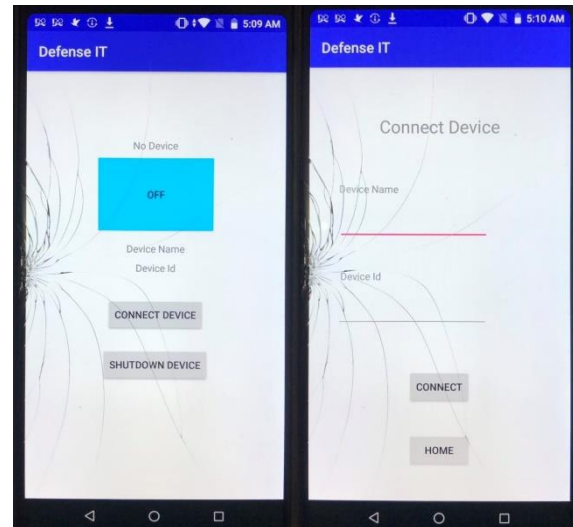 5:09 AM
Defense IT
No Device
OFF
Device Name
Device Id
CONNECT DEVICE
SHUTDOWN DEVICE
5:10 AM
Defense IT
Connect Device
Device Name
Device Id
CONNECT
HOME